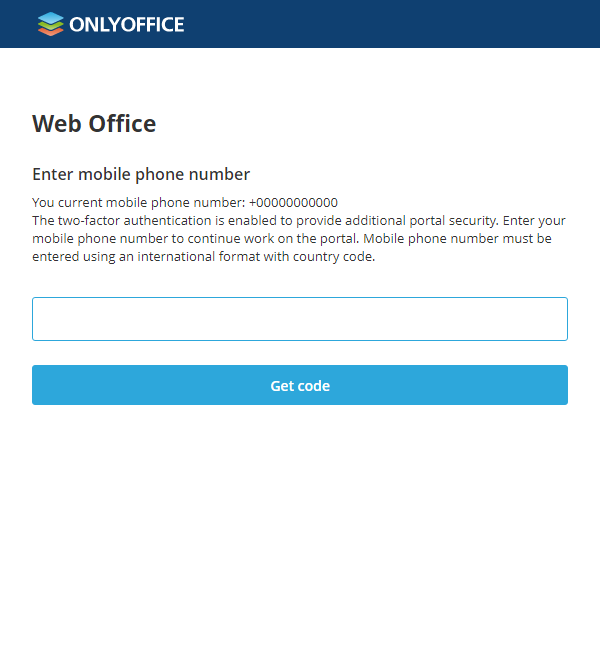 ONLYOFFICE
Web Office
Enter mobile phone number
You current mobile phone number: +00000000000
The two-factor authentication is enabled to provide additional portal security. Enter your
mobile phone number to continue work on the portal. Mobile phone number must be
entered using an international format with country code.
Get code